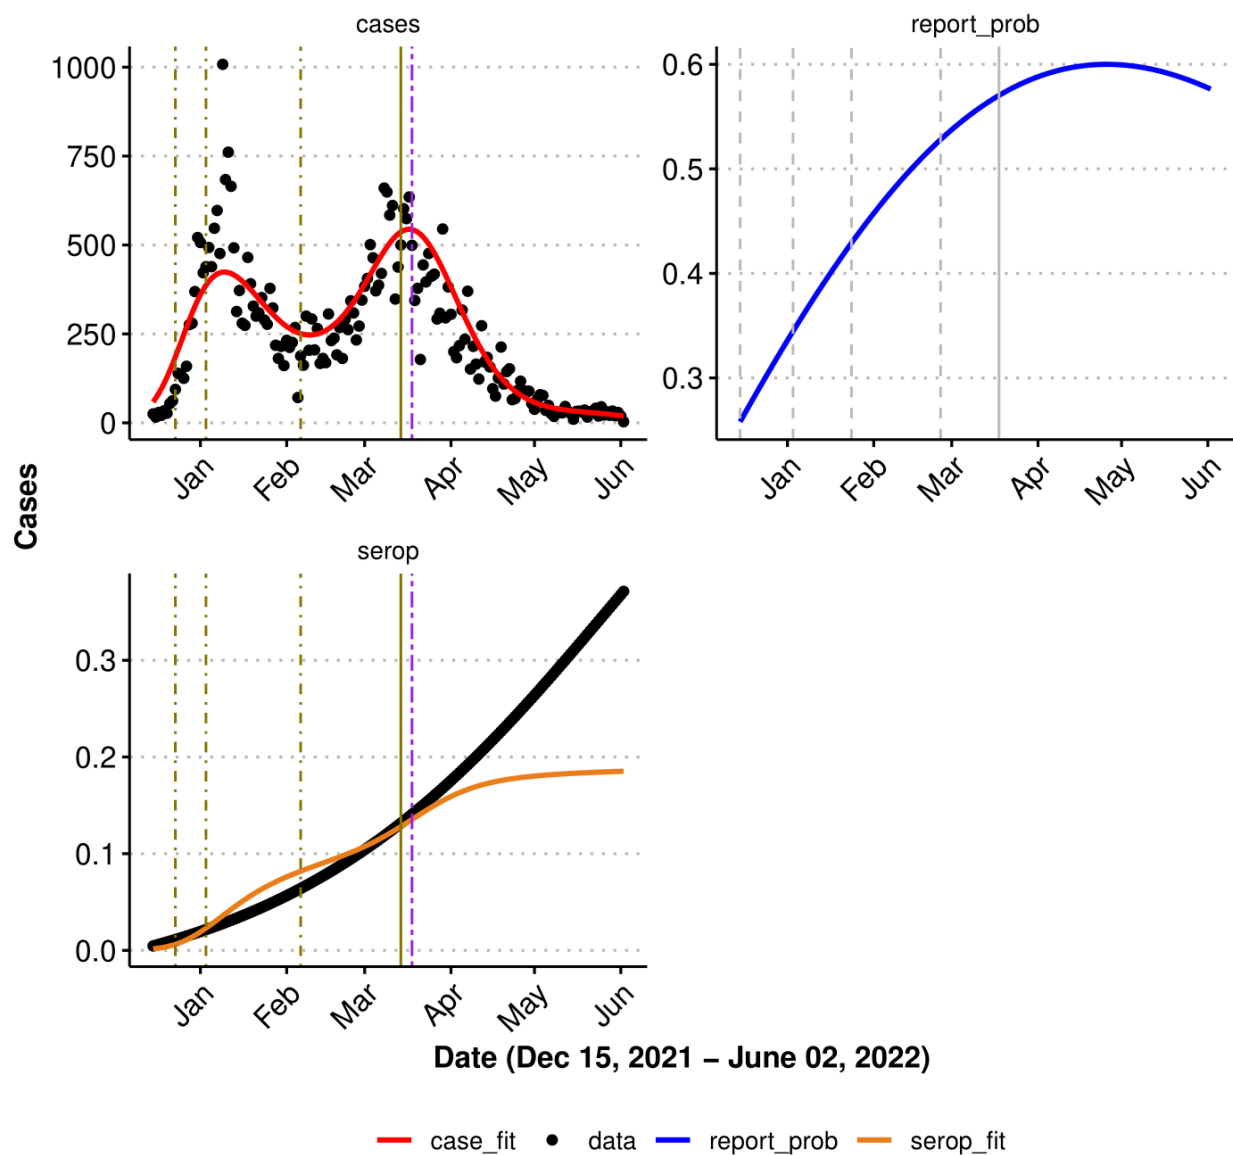 cases
1000
750
500
250
0
Jan Feb Mar Apr May Jun
report_prob
0.6
0.5
0.4
0.3
Jan Feb Mar Apr May Jun
Cases
serop
0.3
0.2
0.1
0.0
Jan Feb Mar Apr May Jun
Date (Dec 15, 2021 − June 02, 2022)
case_fit data report_prob serop_fit